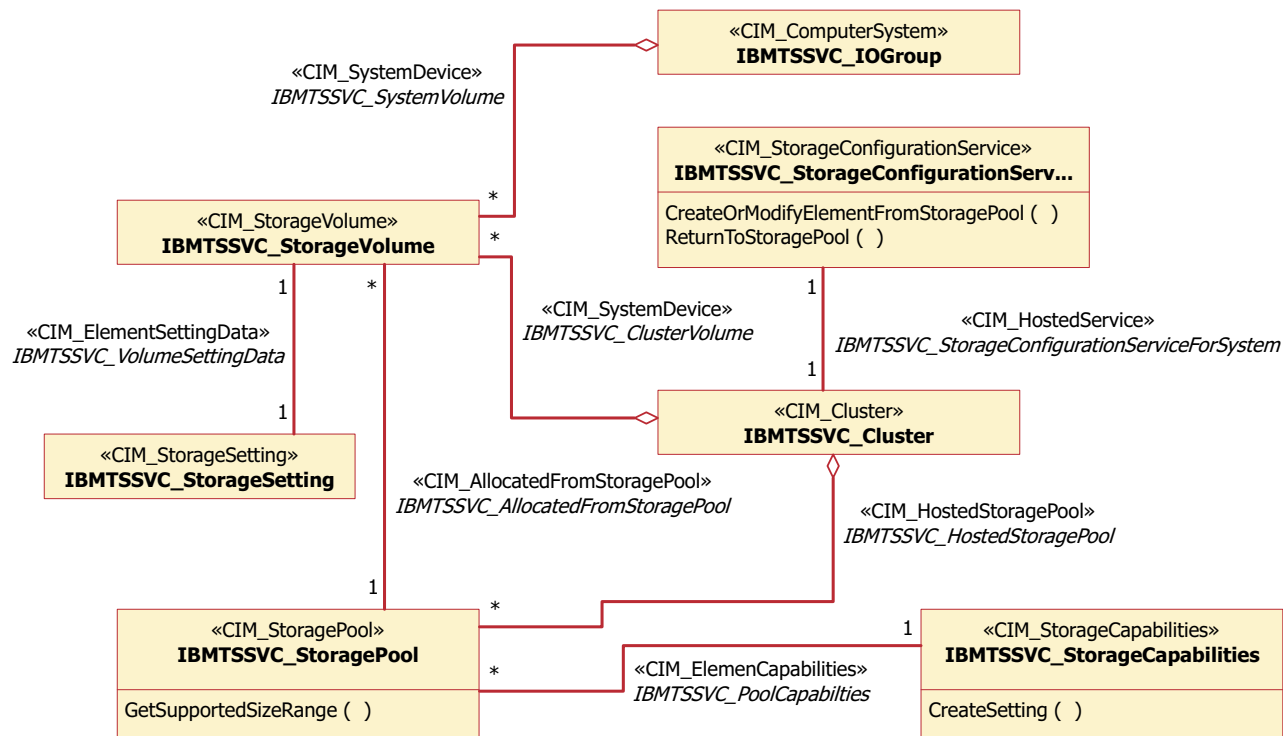 «CIM_ComputerSystem»
IBMTSSVC_IOGroup
«CIM_SystemDevice»
IBMTSSVC_SystemVolume
«CIM_StorageConfigurationService»
IBMTSSVC_StorageConfigurationServ...
CreateOrModifyElementFromStoragePool ( )
ReturnToStoragePool ( )
*
«CIM_StorageVolume»
IBMTSSVC_StorageVolume
*
1
*
1
«CIM_SystemDevice»
IBMTSSVC_ClusterVolume
«CIM_HostedService»
IBMTSSVC_StorageConfigurationServiceForSystem
«CIM_ElementSettingData»
IBMTSSVC_VolumeSettingData
1
1
«CIM_Cluster»
IBMTSSVC_Cluster
«CIM_StorageSetting»
IBMTSSVC_StorageSetting
«CIM_AllocatedFromStoragePool»
IBMTSSVC_AllocatedFromStoragePool
«CIM_HostedStoragePool»
IBMTSSVC_HostedStoragePool
1
*
«CIM_StoragePool»
IBMTSSVC_StoragePool
GetSupportedSizeRange ( )
*
«CIM_ElemenCapabilities»
IBMTSSVC_PoolCapabilties
1
«CIM_StorageCapabilities»
IBMTSSVC_StorageCapabilities
CreateSetting ( )